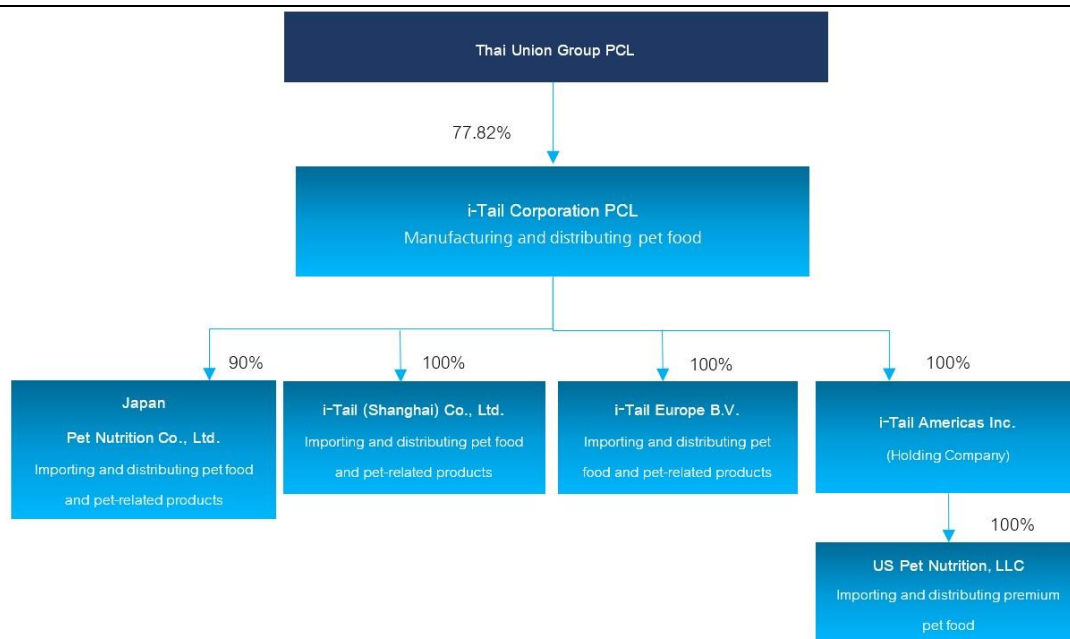 Thai Union Group PCL
77.82%
i-Tail Corporation PCL
Manufacturing and distributing pet food
90%
100%
100%
100%
Japan
Pet Nutrition Co., Ltd.
Importing and distributing pet food
and pet-related products
i-Tail (Shanghai) Co., Ltd.
Importing and distributing pet food
and pet-related products
i-Tail Europe B.V.
Importing and distributing pet
food and pet-related products
i-Tail Americas Inc.
(Holding Company)
100%
US Pet Nutrition, LLC
Importing and distributing premium
pet food